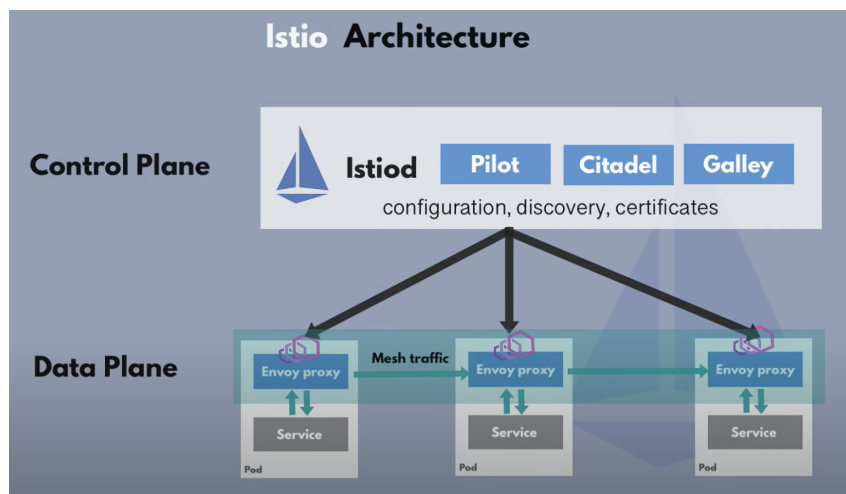 Istio Architecture
Control Plane
Istiod
Pilot
Citadel
Galley
configuration, discovery, certificates
Data Plane
Mesh traffic
Envoy proxy
Envoy proxy
Envoy proxy
Service
Service
Service
Pod
Pod
Pod